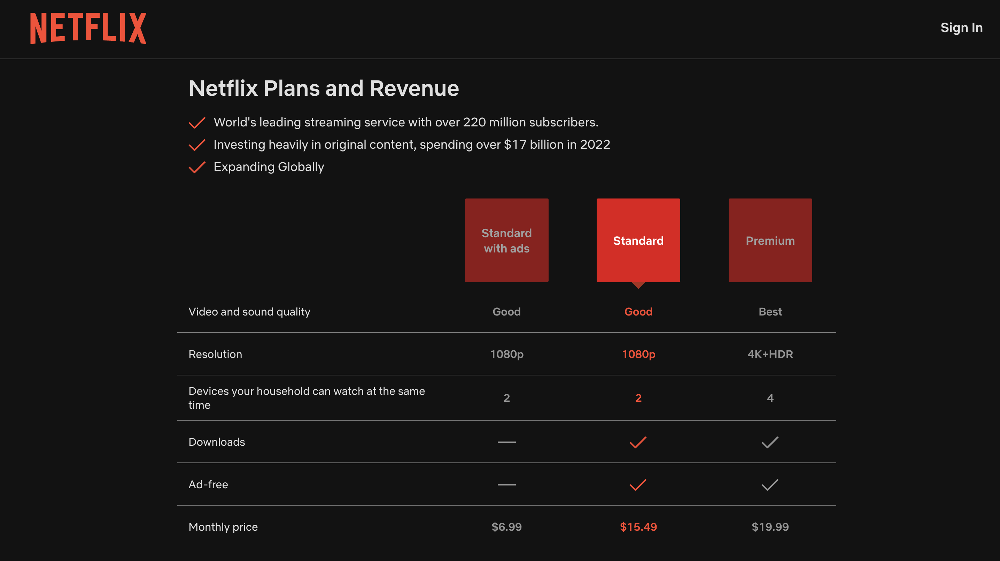 NETFLIX
Sign In
Netflix Plans and Revenue
World's leading streaming service with over 220 million subscribers.
Investing heavily in original content, spending over $17 billion in 2022
Expanding Globally
Standard
with ads
Standard
Premium
Video and sound quality Good Good Best
Resolution 1080p 1080p 4K+HDR
Devices your household can watch at the same
time
2 2 4
Downloads
Ad-free
Monthly price $6.99 $15.49 $19.99